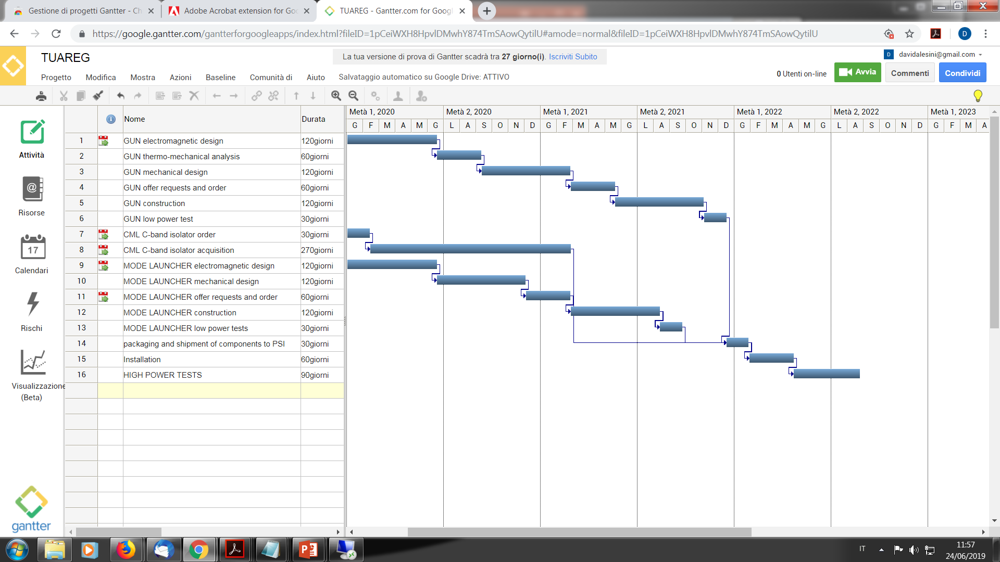 Gestione di progetti Gantter - Ch
Adobe Acrobat extension for Goo
TUAREG - Gantter.com for Googl
https://google.gantter.com/gantterforgoogleapps/index.html?fileID=1pCeiWXH8HpvlDMwhY874TmSAowQytilU#amode=normal&fileID=1pCeiWXH8HpvlDMwhY874TmSAowQytilU
D
TUAREG
La tua versione di prova di Gantter scadrà tra 27 giorno(i). Iscriviti Subito
D davidalesini@gmail.com
Progetto Modifica Mostra Azioni Baseline Comunità di Aiuto Salvataggio automatico su Google Drive: ATTIVO
0 Utenti on-line Avvia Commenti Condividi
Attività
Risorse
17
Calendari
Rischi
Visualizzazione
(Beta)
gantter
Nome Durata
Metà 1, 2020 Metà 2, 2020 Metà 1, 2021 Metà 2, 2021 Metà 1, 2022 Metà 2, 2022 Metà 1, 2023
G F M A M G L A S O N D G F M A M G L A S O N D G F M A M G L A S O N D G F M A
1 GUN electromagnetic design 120giorni
2 GUN thermo-mechanical analysis 60giorni
3 GUN mechanical design 120giorni
4 GUN offer requests and order 60giorni
5 GUN construction 120giorni
6 GUN low power test 30giorni
7 CML C-band isolator order 30giorni
8 CML C-band isolator acquisition 270giorni
9 MODE LAUNCHER electromagnetic design 120giorni
10 MODE LAUNCHER mechanical design 120giorni
11 MODE LAUNCHER offer requests and order 60giorni
12 MODE LAUNCHER construction 120giorni
13 MODE LAUNCHER low power tests 30giorni
14 packaging and shipment of components to PSI 30giorni
15 Installation 60giorni
16 HIGH POWER TESTS 90giorni
IT
11:57
24/06/2019